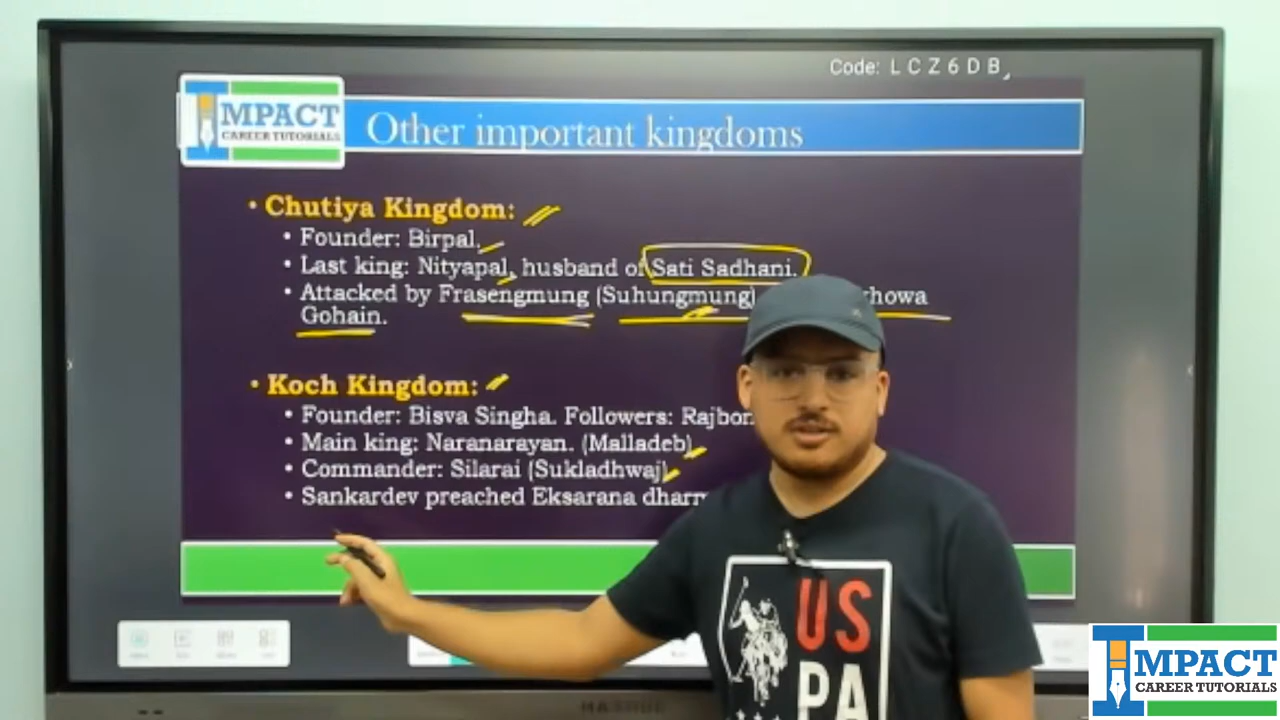 Code: L C Z 6 D B
IMPACT
CAREER TUTORIALS
Other important kingdoms
• Chutiya Kingdom:
• Founder: Birpal.
• Last king: Nityapal, husband of Sati Sadhani.
• Attacked by Frasengmung (Suhungmung)
Gohain.
• Koch Kingdom:
• Founder: Bisva Singha. Followers:
• Main king: Naranarayan. (Malladeb)
• Commander: Silarai (Sukladhwaj)
• Sankardev preached Eksarana
US
PA
IMPACT
CAREER TUTORIALS